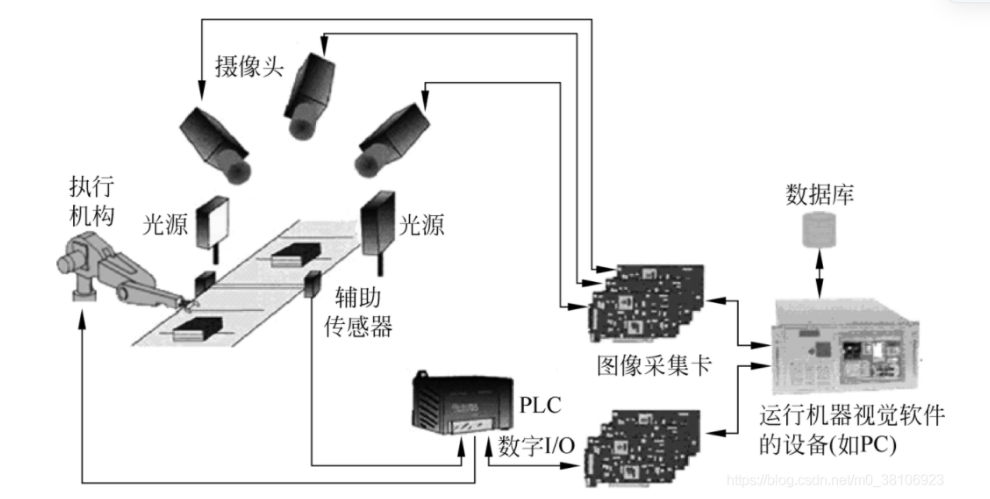 摄像头
执行
机构
光源
光源
数据库
辅助
传感器
图像采集卡
PLC
数字I/O
运行机器视觉软件
的设备(如PC)
https://blog.csdn.net/m0_38106923